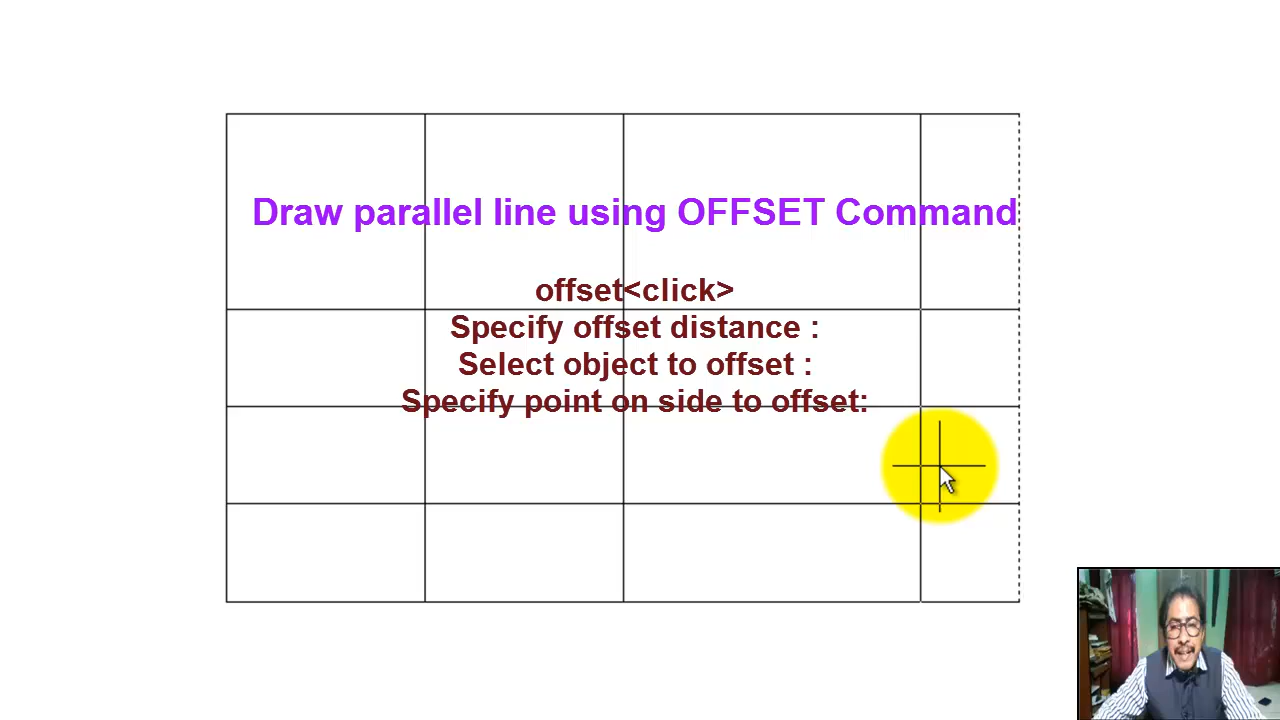 Draw parallel line using OFFSET Command
offset<click>
Specify offset distance :
Select object to offset :
Specify point on side to offset: